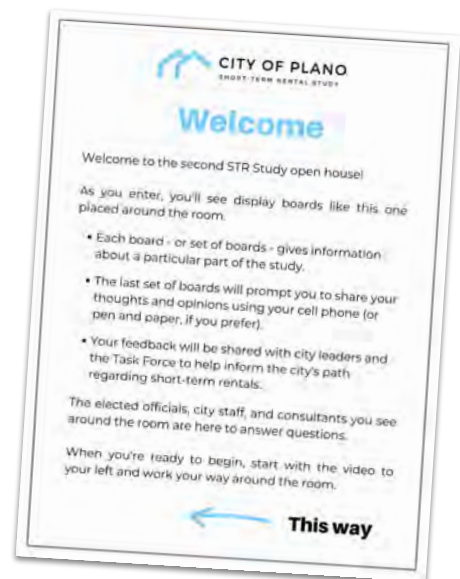 CITY OF PLANO
SHORT-TERM RENTAL STUDY
Welcome
Welcome to the second STR Study open house!
As you enter, you'll see display boards like this one
placed around the room.
• Each board - or set of boards - gives information
about a particular part of the study.
• The last set of boards will prompt you to share your
thoughts and opinions using your cell phone (or
pen and paper, if you prefer).
• Your feedback will be shared with city leaders and
the Task Force to help inform the city's path
regarding short-term rentals.
The elected officials, city staff, and consultants you see
around the room are here to answer questions.
When you're ready to begin, start with the video to
your left and work your way around the room.
This way